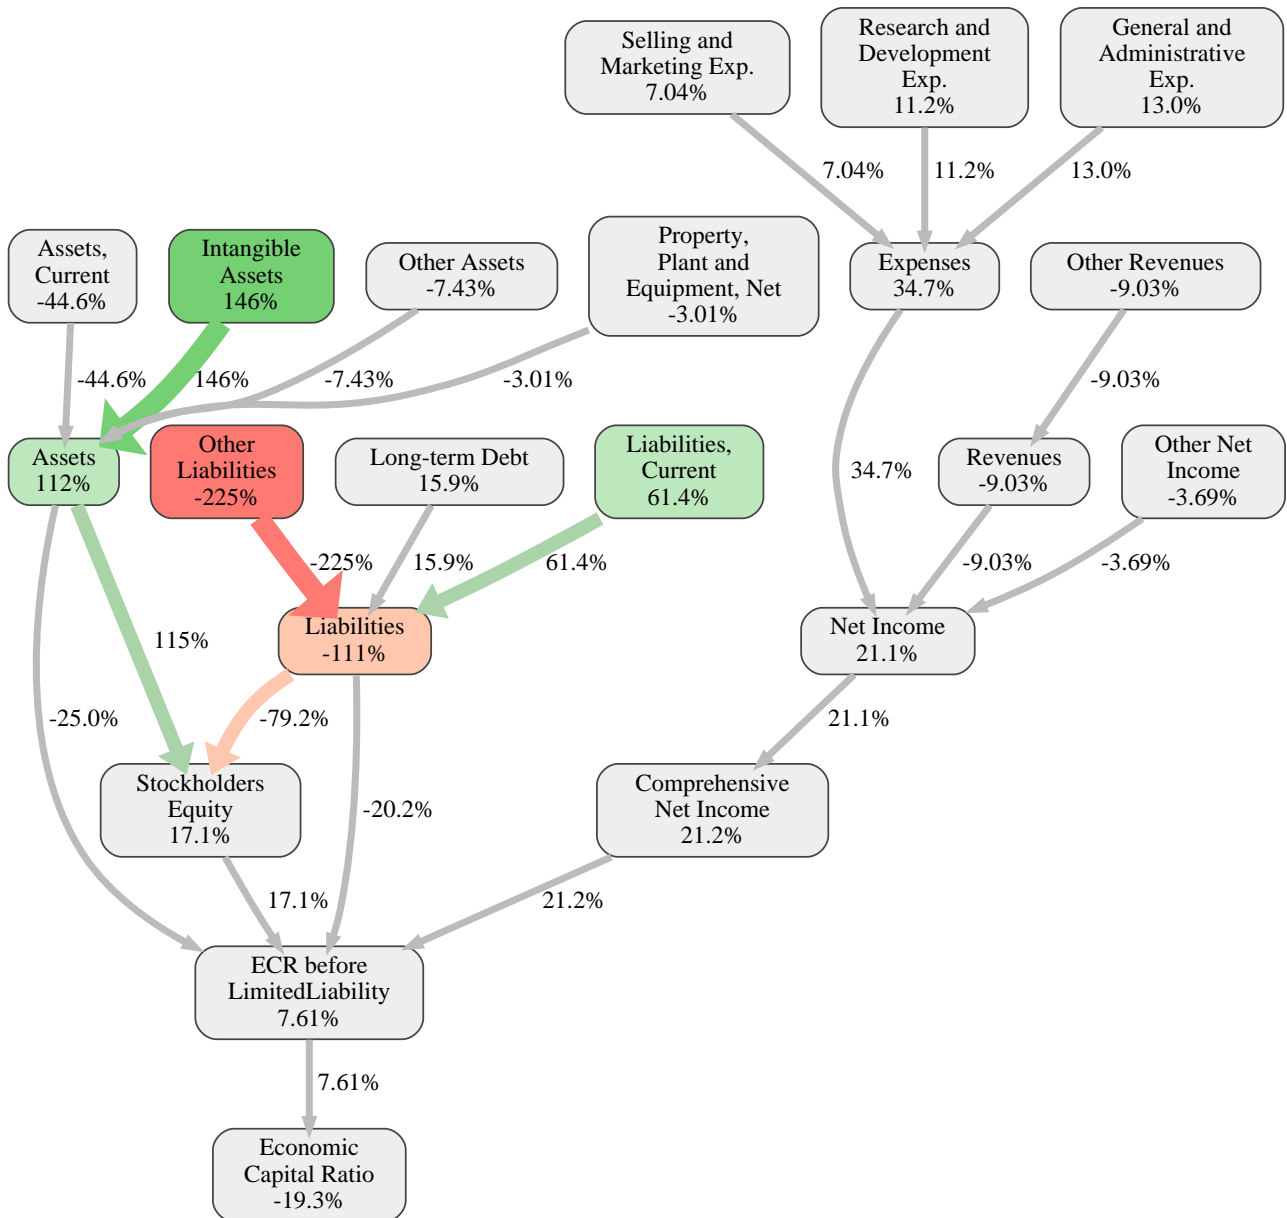 Selling and
Marketing Exp.
7.04%
Research and
Development
Exp.
11.2%
General and
Administrative
Exp.
13.0%
7.04%
11.2%
13.0%
Assets,
Current
-44.6%
Intangible
Assets
146%
Other Assets
-7.43%
Property,
Plant and
Equipment, Net
-3.01%
Expenses
34.7%
Other Revenues
-9.03%
-44.6%
146%
-7.43%
-3.01%
-9.03%
Assets
112%
Other
Liabilities
-225%
Long-term Debt
15.9%
Liabilities,
Current
61.4%
34.7%
Revenues
-9.03%
Other Net
Income
-3.69%
-225%
15.9%
61.4%
-9.03%
-3.69%
115%
Liabilities
-111%
Net Income
21.1%
-25.0%
-79.2%
21.1%
Stockholders
Equity
17.1%
-20.2%
Comprehensive
Net Income
21.2%
17.1%
21.2%
ECR before
LimitedLiability
7.61%
7.61%
Economic
Capital Ratio
-19.3%